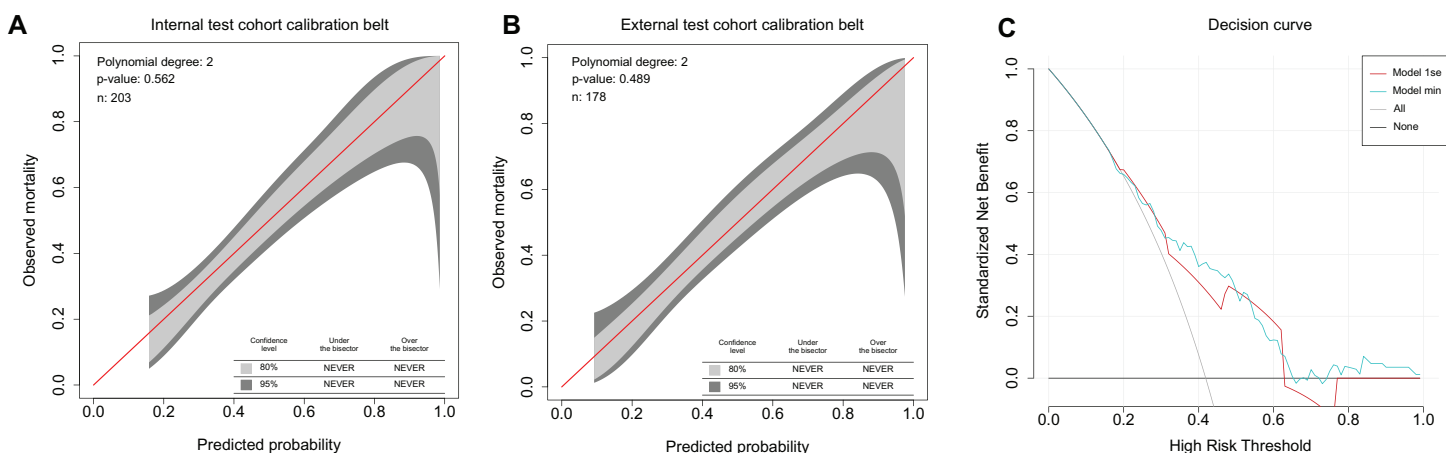 A
Internal test cohort calibration belt
Polynomial degree: 2
p-value: 0.562
n: 203
Observed mortality
1.0
0.8
0.6
0.4
0.2
0.0
Confidence level
Under the bisector
Over the bisector
80% NEVER NEVER
95% NEVER NEVER
0.0 0.2 0.4 0.6 0.8 1.0
Predicted probability
B
External test cohort calibration belt
Polynomial degree: 2
p-value: 0.489
n: 178
Observed mortality
1.0
0.8
0.6
0.4
0.2
0.0
Confidence level
Under the bisector
Over the bisector
80% NEVER NEVER
95% NEVER NEVER
0.0 0.2 0.4 0.6 0.8 1.0
Predicted probability
C
Decision curve
Model 1se
Model min
All
None
Standardized Net Benefit
1.0
0.8
0.6
0.4
0.2
0.0
0.0 0.2 0.4 0.6 0.8 1.0
High Risk Threshold